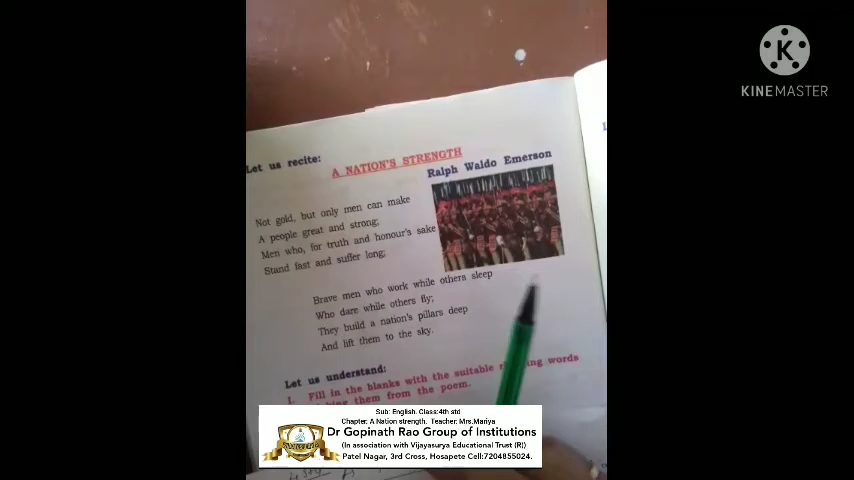 KINEMASTER
Let us recite:
A NATION'S STRENGTH
Ralph Waldo Emerson
Not gold, but only men can make
A people great and strong;
Men who, for truth and honour's sake
Stand fast and suffer long;
Brave men who work while others sleep
Who dare while others fly;
They build a nation's pillars deep
And lift them to the sky.
Let us understand:
I. Fill in the blanks with the suitable words
them from the poem.
Sub: English. Class:4th std
Chapter: A Nation strength. Teacher: Mrs.Mariya
Dr Gopinath Rao Group of Institutions
(In association with Vijayasurya Educational Trust (R))
Patel Nagar, 3rd Cross, Hosapete Cell:7204855024.